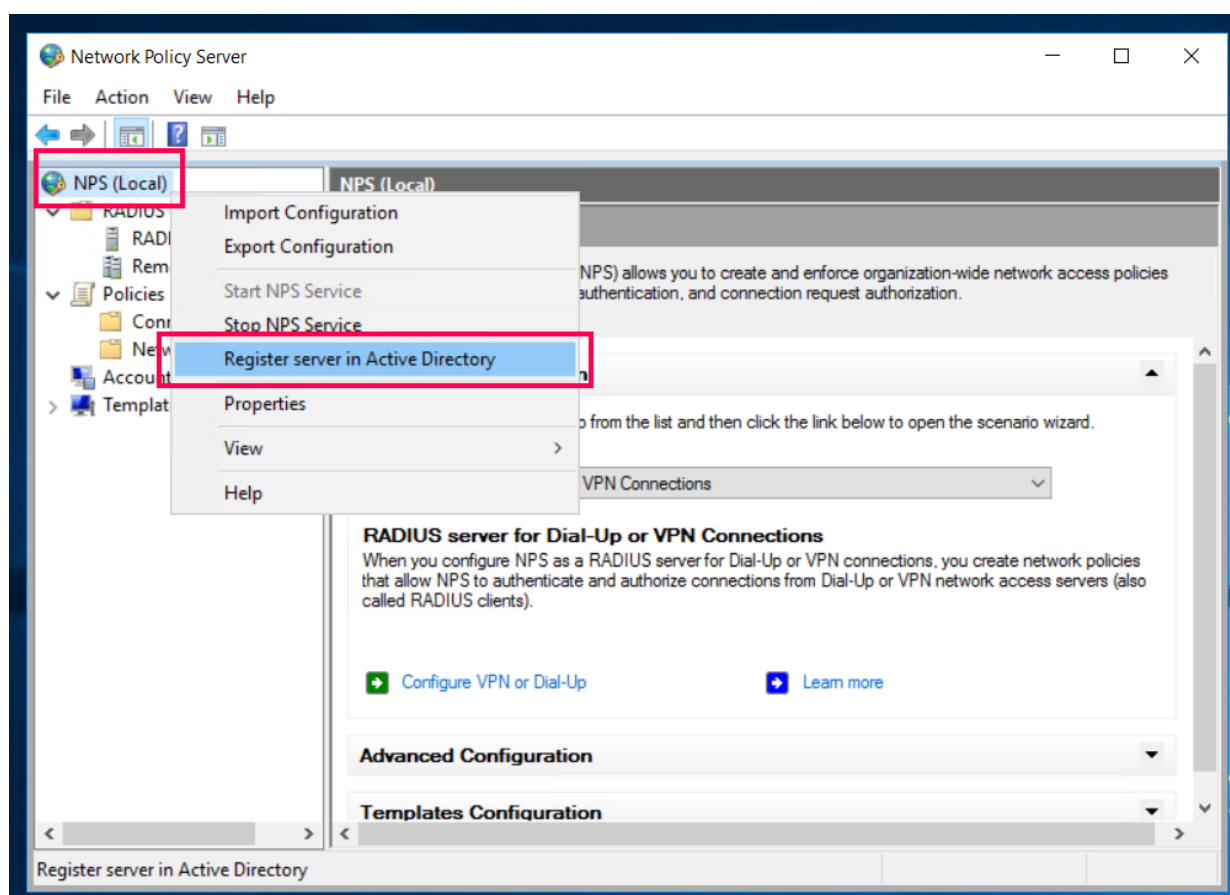 Network Policy Server
File Action View Help
NPS (Local)
NPS (Local)
RADIUS
Import Configuration
Export Configuration
NPS) allows you to create and enforce organization-wide network access policies
Policies
Start NPS Service
authentication, and connection request authorization.
Stop NPS Service
Register server in Active Directory
Account
Templat
Properties
from the list and then click the link below to open the scenario wizard.
View
VPN Connections
Help
RADIUS server for Dial-Up or VPN Connections
When you configure NPS as a RADIUS server for Dial-Up or VPN connections, you create network policies
that allow NPS to authenticate and authorize connections from Dial-Up or VPN network access servers (also
called RADIUS clients).
Configure VPN or Dial-Up
Learn more
Advanced Configuration
Templates Configuration
Register server in Active Directory